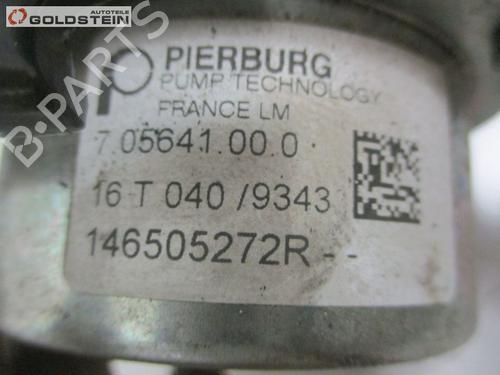 Autoteile
GOLDSTEIN
B-PARTS
PIERBURG
PUMP TECHNOLOGY
FRANCE LM
7.05641.00.0
16 T 040 /9343
146505272R - -